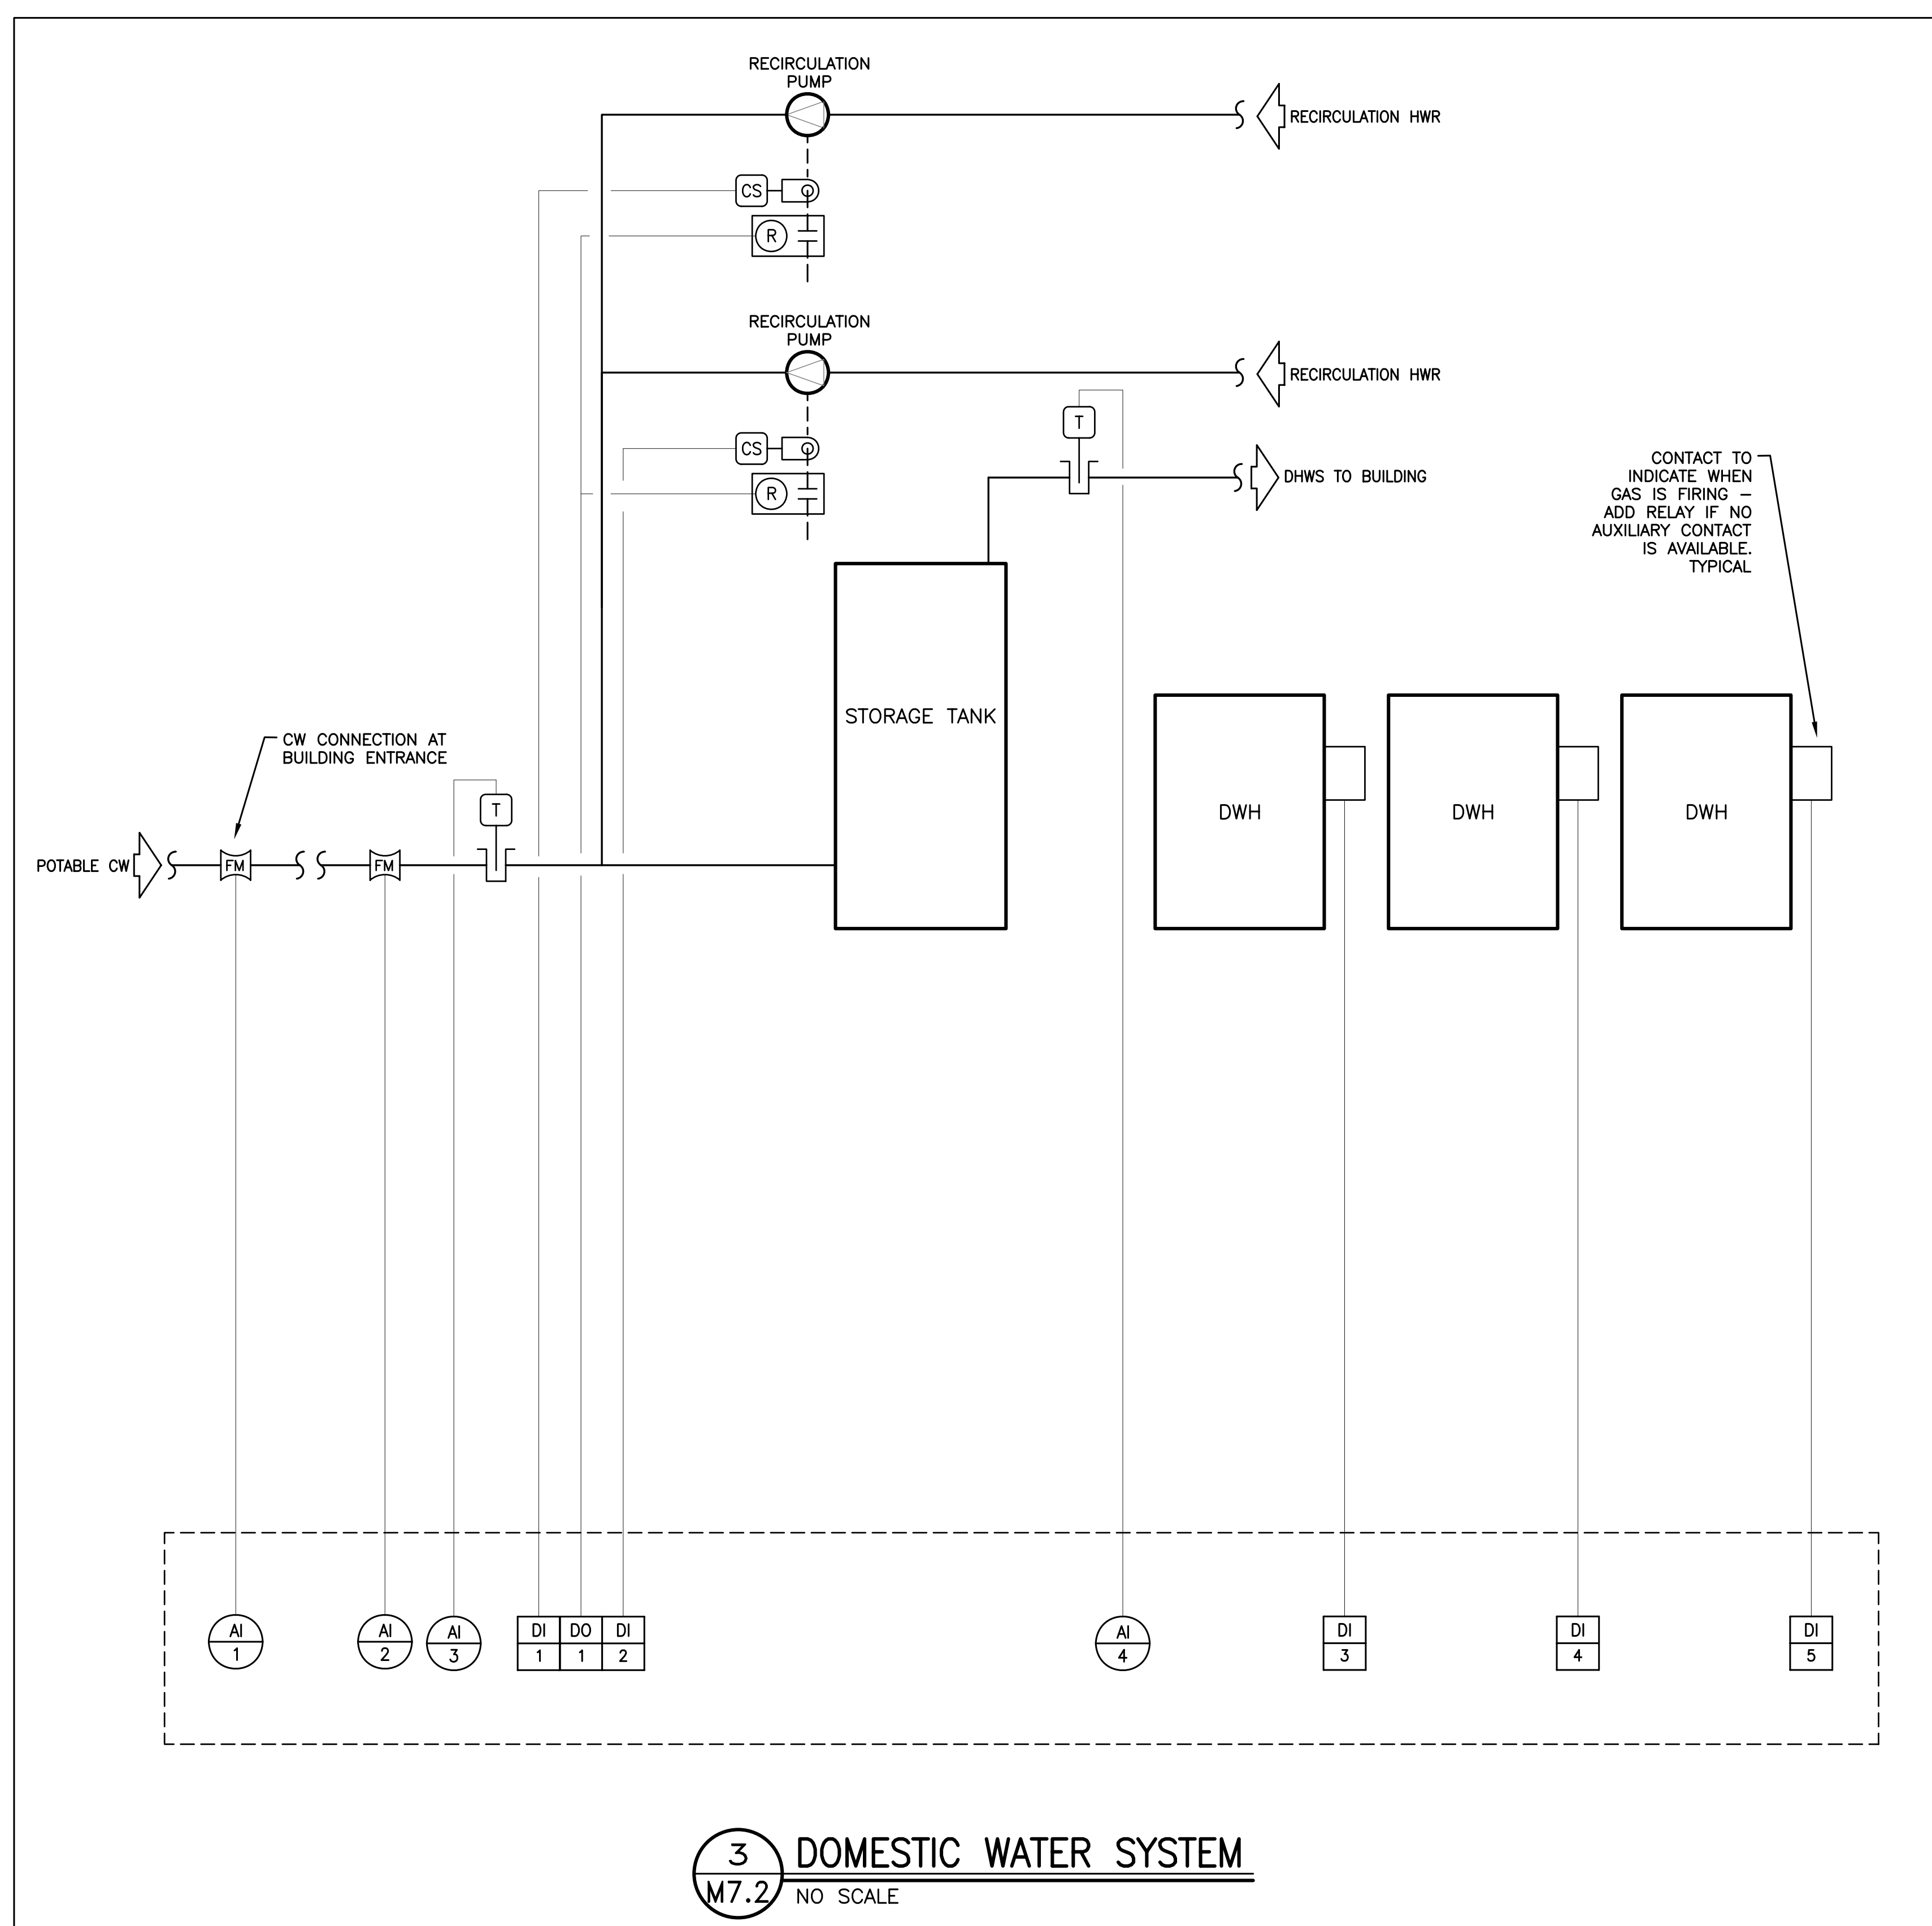 RECIRCULATION
PUMP
RECIRCULATION HWR
CS
R
RECIRCULATION
PUMP
RECIRCULATION HWR
T
CS
R
DHWS TO BUILDING
CONTACT TO
INDICATE WHEN
GAS IS FIRING –
ADD RELAY IF NO
AUXILIARY CONTACT
IS AVAILABLE.
TYPICAL
STORAGE TANK
CW CONNECTION AT
BUILDING ENTRANCE
T
POTABLE CW
FM
FM
DWH
DWH
DWH
AI
1
AI
2
AI
3
DI
1
DO
1
DI
2
AI
4
DI
3
DI
4
DI
5
3
M7.2
DOMESTIC WATER SYSTEM
NO SCALE